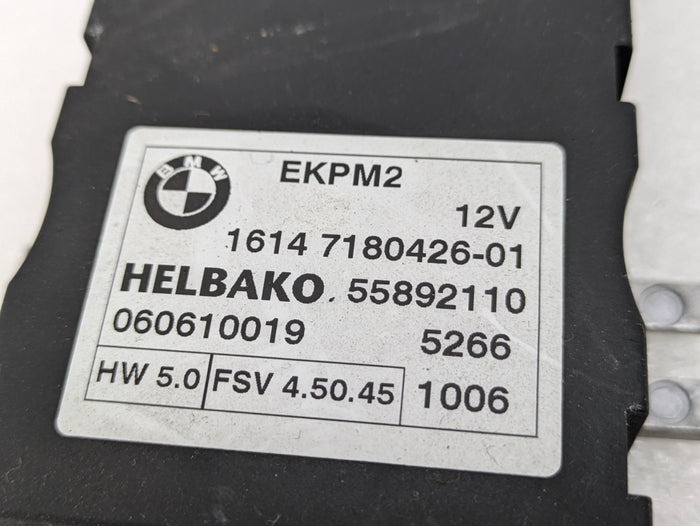 BMW
EKPM2
12V
1614 7180426-01
HELBAKO. 55892110
060610019 5266
HW 5.0 FSV 4.50.45 1006